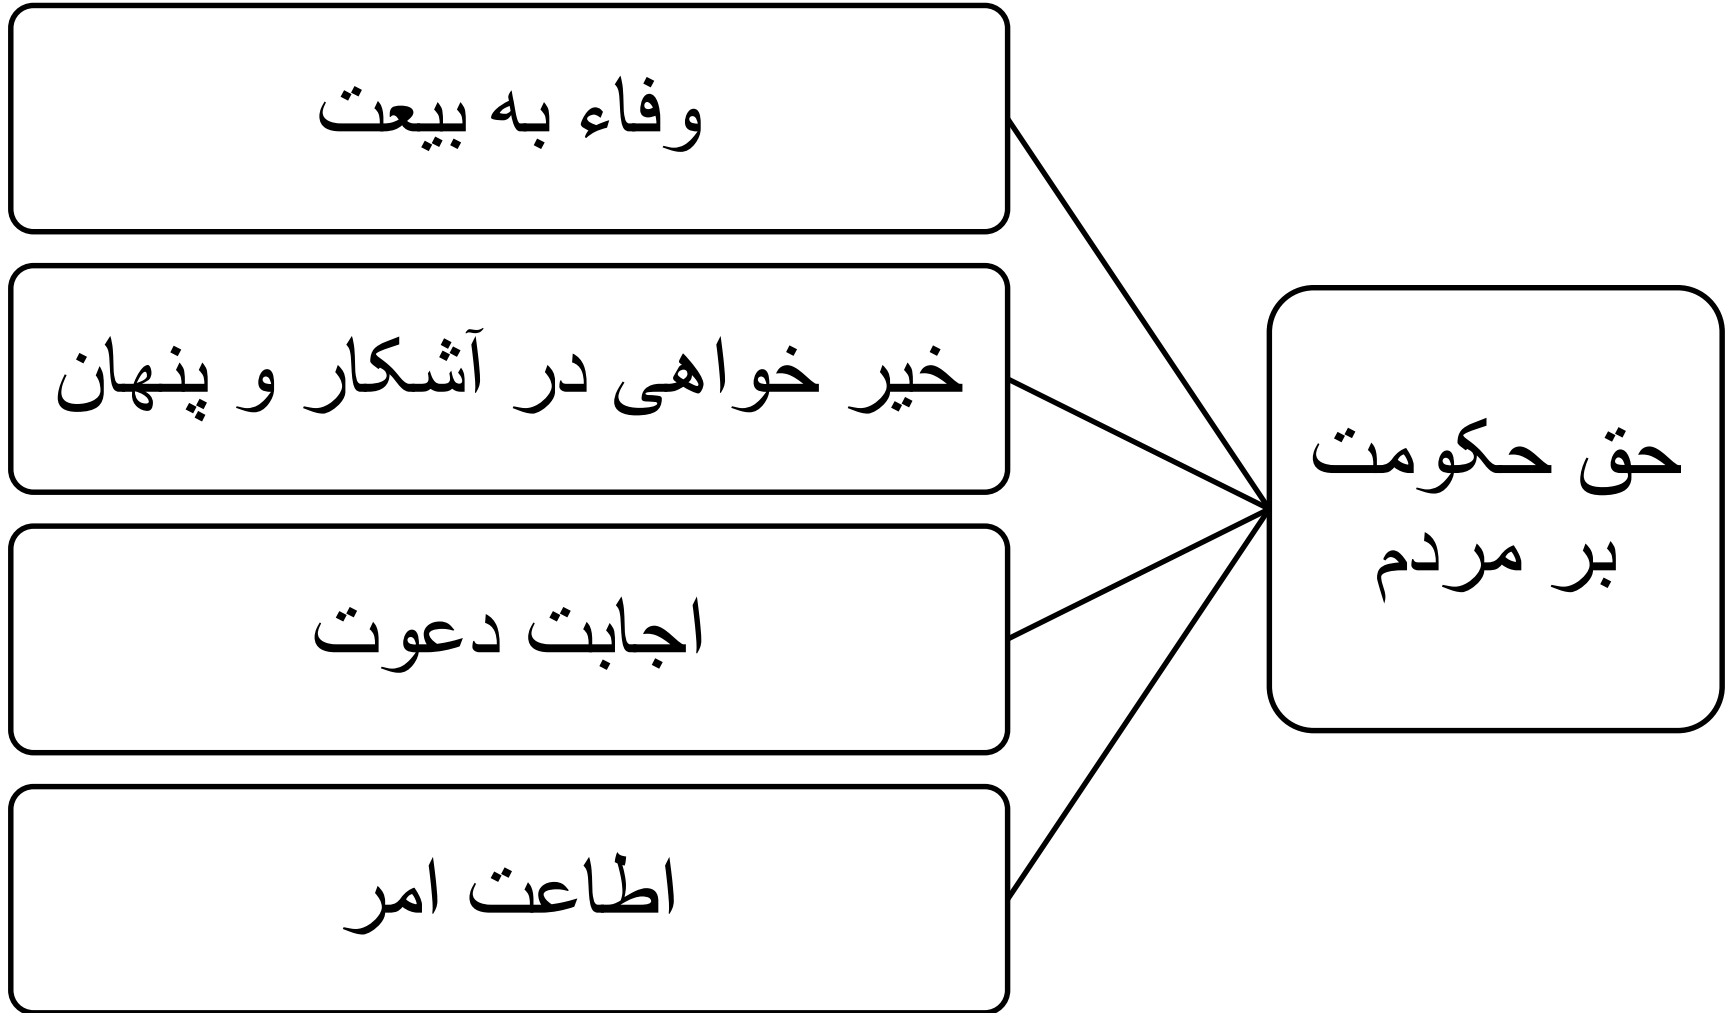 حق حکومت
بر مردم
وفاء به بیعت
خیر خواهی در آشکار و پنهان
اجابت دعوت
اطاعت امر